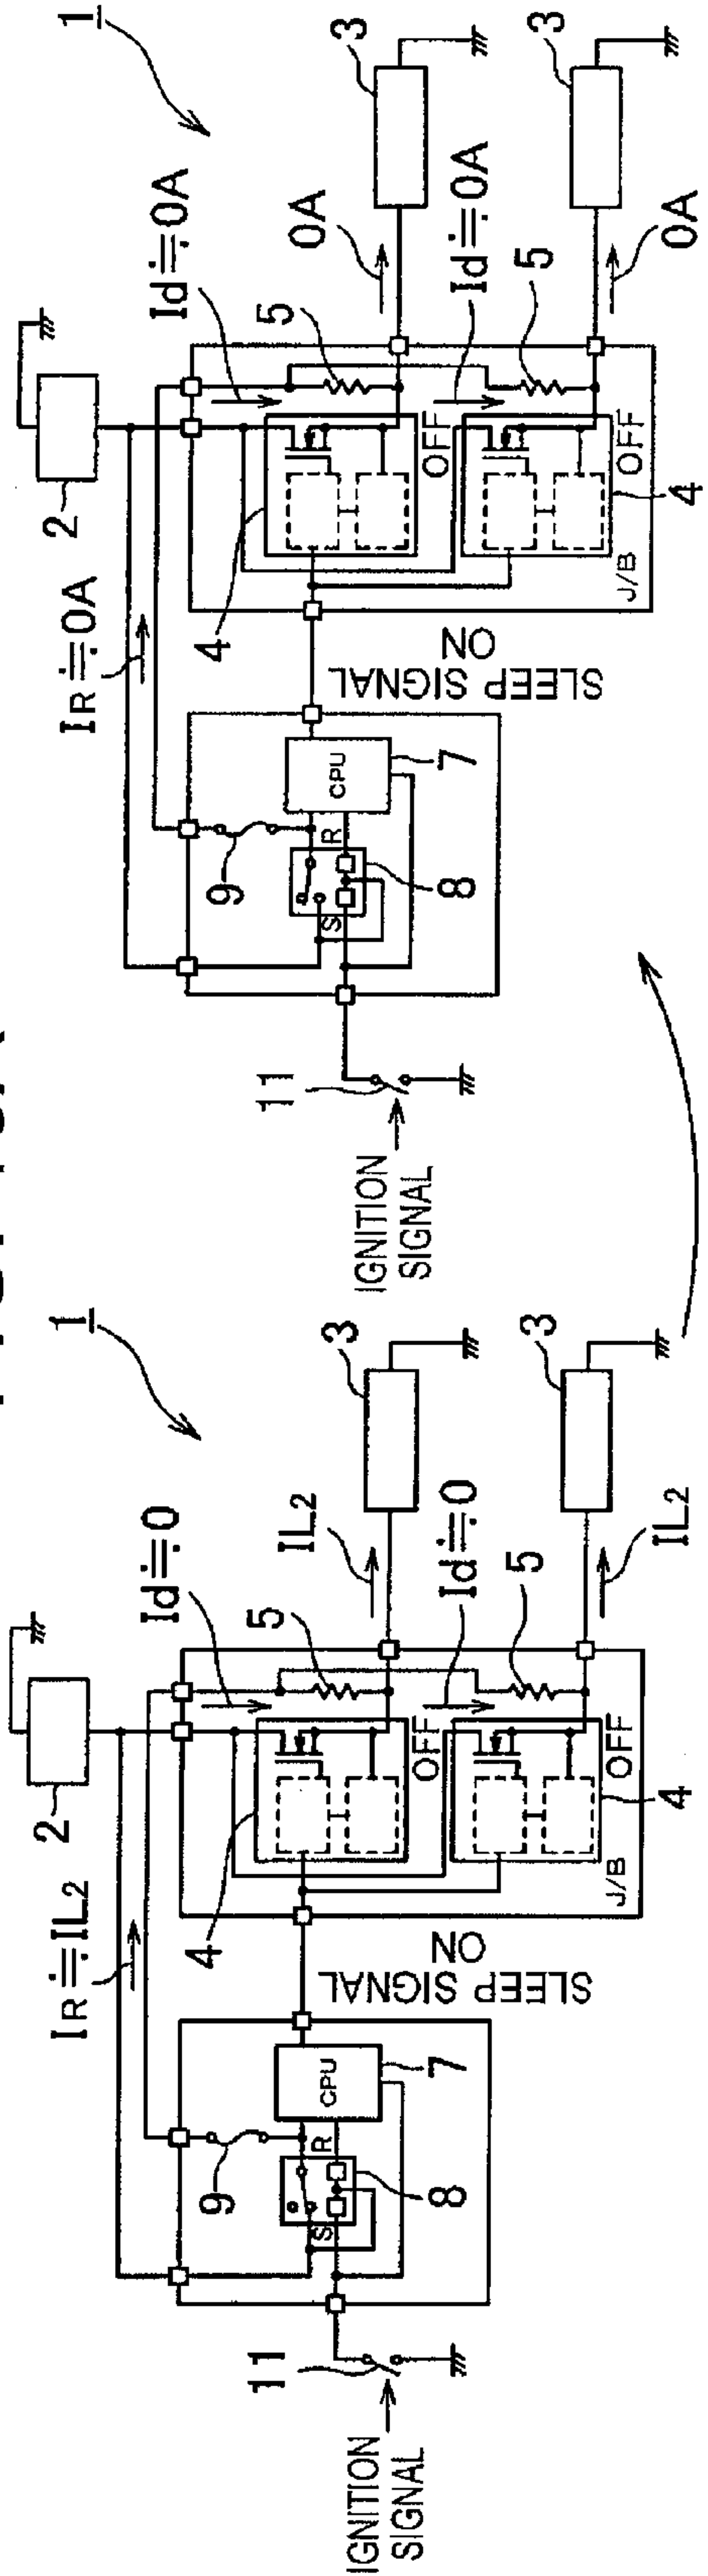 1
2
Id≒0
IR≒IL2
5
IL2
3
4
OFF
Id≒0
5
3
SLEEP SIGNAL
ON
CPU
7
9
R
S
8
J/B
OFF
4
IL2
11
IGNITION
SIGNAL
1
2
Id≒0A
IR≒0A
5
0A
3
4
OFF
Id≒0A
5
3
SLEEP SIGNAL
ON
CPU
7
9
R
S
8
J/B
OFF
4
0A
11
IGNITION
SIGNAL